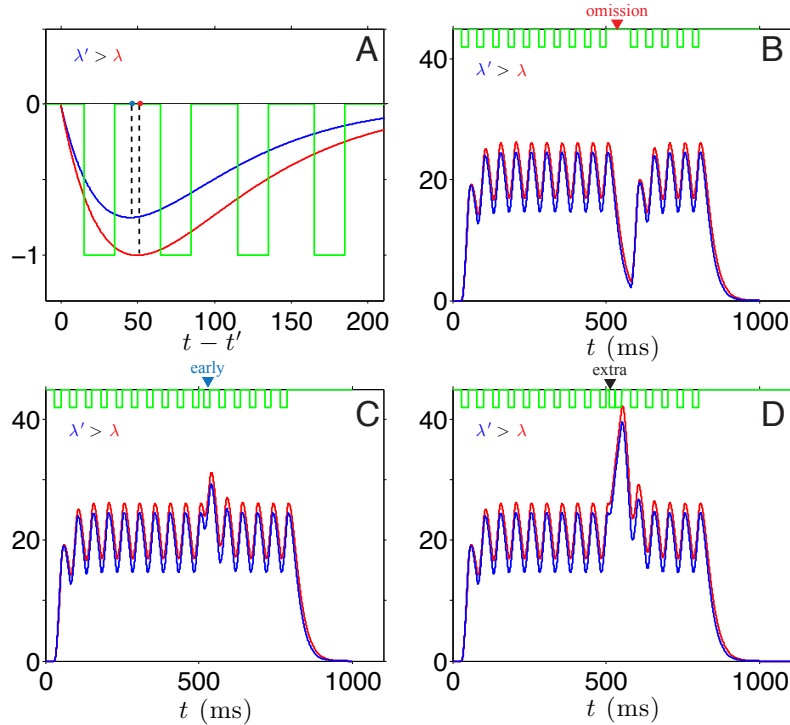 A
λ′ > λ
0
−1
0 50 100 150 200
t − t′
omission
B
λ′ > λ
40
20
0
0 500 1000
t (ms)
early
C
λ′ > λ
40
20
0
0 500 1000
t (ms)
extra
D
λ′ > λ
40
20
0
0 500 1000
t (ms)